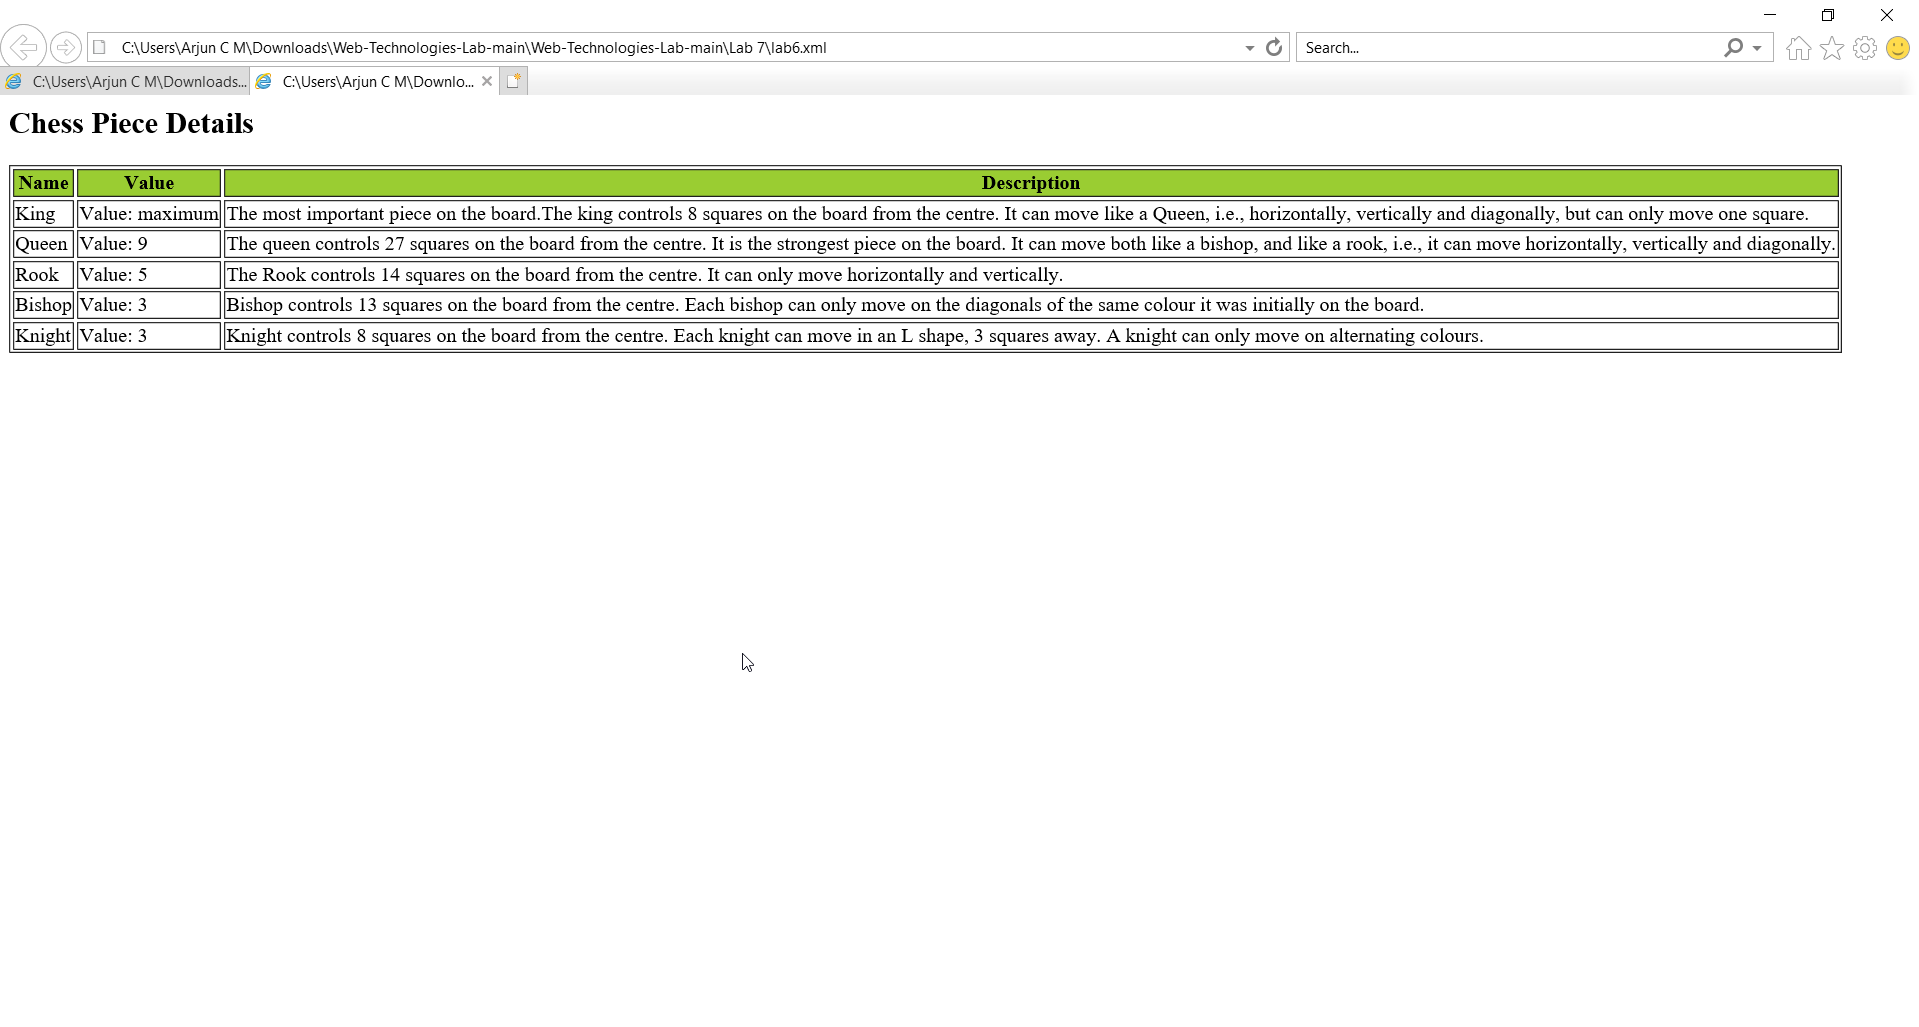 C:\Users\Arjun C M\Downloads\Web-Technologies-Lab-main\Web-Technologies-Lab-main\Lab 7\lab6.xml Search...
C:\Users\Arjun C M\Downloads... C:\Users\Arjun C M\Downlo...
Chess Piece Details
Name Value Description
King Value: maximum The most important piece on the board.The king controls 8 squares on the board from the centre. It can move like a Queen, i.e., horizontally, vertically and diagonally, but can only move one square.
Queen Value: 9 The queen controls 27 squares on the board from the centre. It is the strongest piece on the board. It can move both like a bishop, and like a rook, i.e., it can move horizontally, vertically and diagonally.
Rook Value: 5 The Rook controls 14 squares on the board from the centre. It can only move horizontally and vertically.
Bishop Value: 3 Bishop controls 13 squares on the board from the centre. Each bishop can only move on the diagonals of the same colour it was initially on the board.
Knight Value: 3 Knight controls 8 squares on the board from the centre. Each knight can move in an L shape, 3 squares away. A knight can only move on alternating colours.